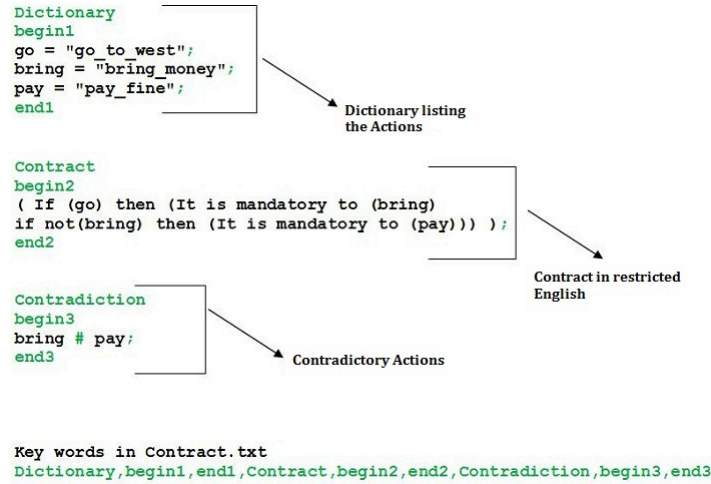 Dictionary
begin1
go = "go_to_west";
bring = "bring_money";
pay = "pay_fine";
end1
Dictionary listing
the Actions
Contract
begin2
( If (go) then (It is mandatory to (bring)
if not(bring) then (It is mandatory to (pay))) );
end2
Contract in restricted
English
Contradiction
begin3
bring # pay;
end3
Contradictory Actions
Key words in Contract.txt
Dictionary,begin1,end1,Contract,begin2,end2,Contradiction,begin3,end3